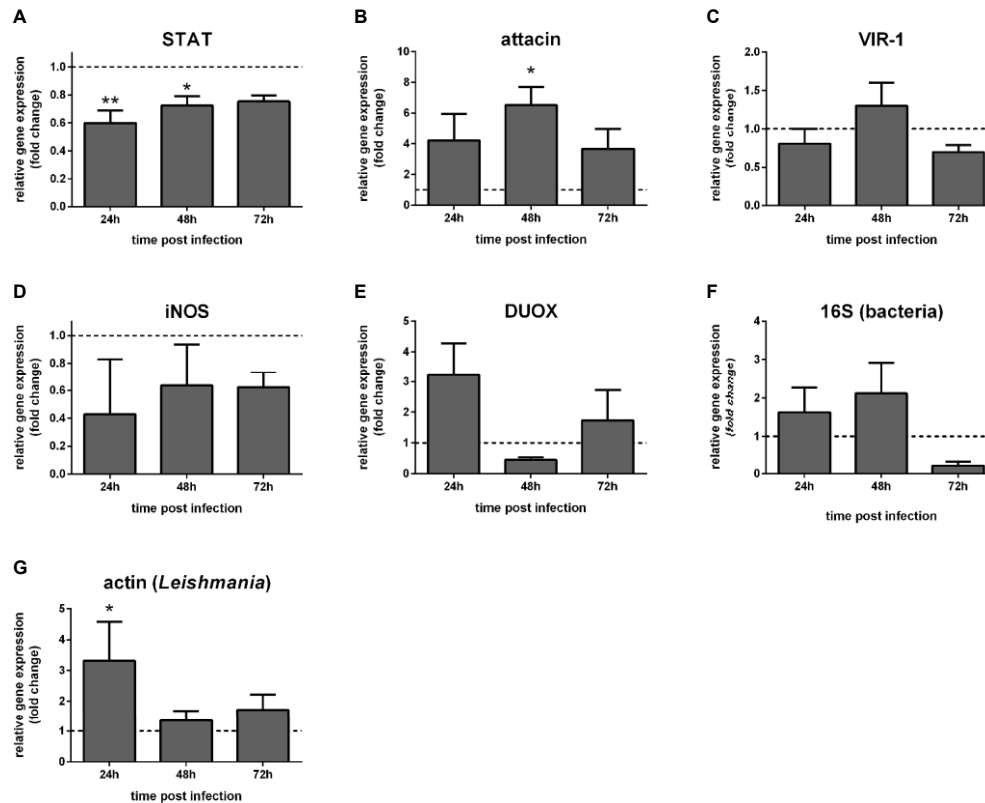 A
STAT
relative gene expression
(fold change)
1.0
0.8
0.6
0.4
0.2
0.0
**
*
24h
48h
72h
time post infection
B
attacin
relative gene expression
(fold change)
10
8
6
4
2
0
*
24h
48h
72h
time post infection
C
VIR-1
relative gene expression
(fold change)
2.0
1.5
1.0
0.5
0.0
24h
48h
72h
time post infection
D
iNOS
relative gene expression
(fold change)
1.0
0.8
0.6
0.4
0.2
0.0
24h
48h
72h
time post infection
E
DUOX
relative gene expression
(fold change)
5
4
3
2
1
0
24h
48h
72h
time post infection
F
16S (bacteria)
relative gene expression
(fold change)
4
3
2
1
0
24h
48h
72h
time post infection
G
actin (Leishmania)
relative gene expression
(fold change)
5
4
3
2
1
0
*
24h
48h
72h
time post infection